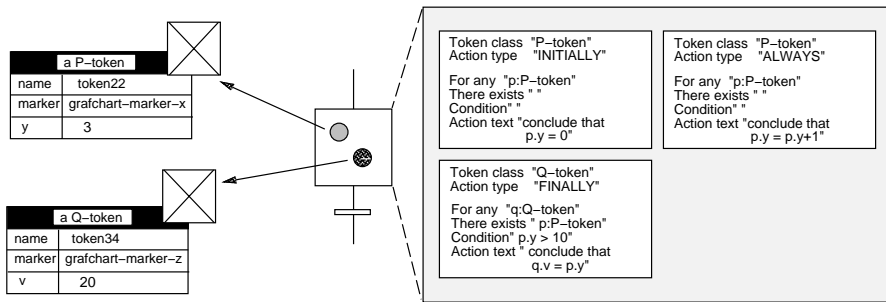 a P−token
name token22
marker grafchart−marker−x
y 3
a Q−token
name token34
marker grafchart−marker−z
v 20
Token class "P−token"
Action type "INITIALLY"
For any "p:P−token"
There exists " "
Condition" "
Action text "conclude that
p.y = 0"
Token class "P−token"
Action type "ALWAYS"
For any "p:P−token"
There exists " "
Condition" "
Action text "conclude that
p.y = p.y+1"
Token class "Q−token"
Action type "FINALLY"
For any "q:Q−token"
There exists " p:P−token"
Condition" p.y > 10"
Action text " conclude that
q.v = p.y"